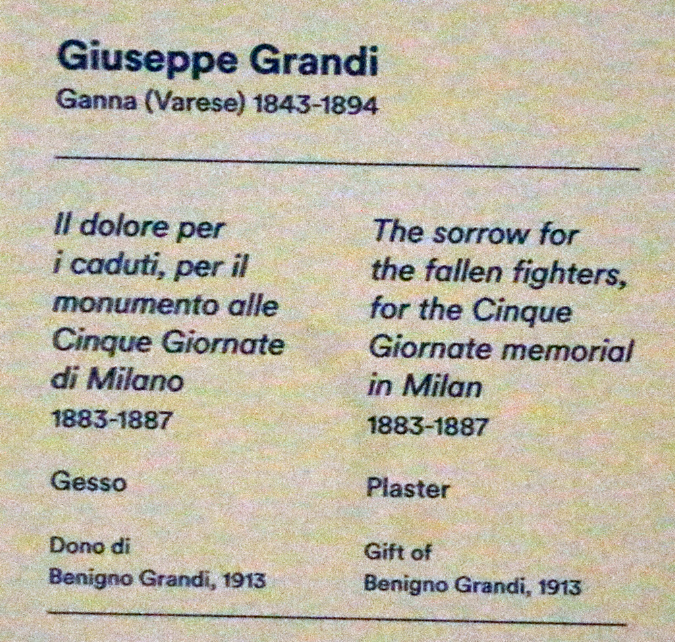 Giuseppe Grandi
Ganna (Varese) 1843-1894
Il dolore per
i caduti, per il
monumento alle
Cinque Giornate
di Milano
1883-1887
Gesso
Dono di
Benigno Grandi, 1913
The sorrow for
the fallen fighters,
for the Cinque
Giornate memorial
in Milan
1883-1887
Plaster
Gift of
Benigno Grandi, 1913